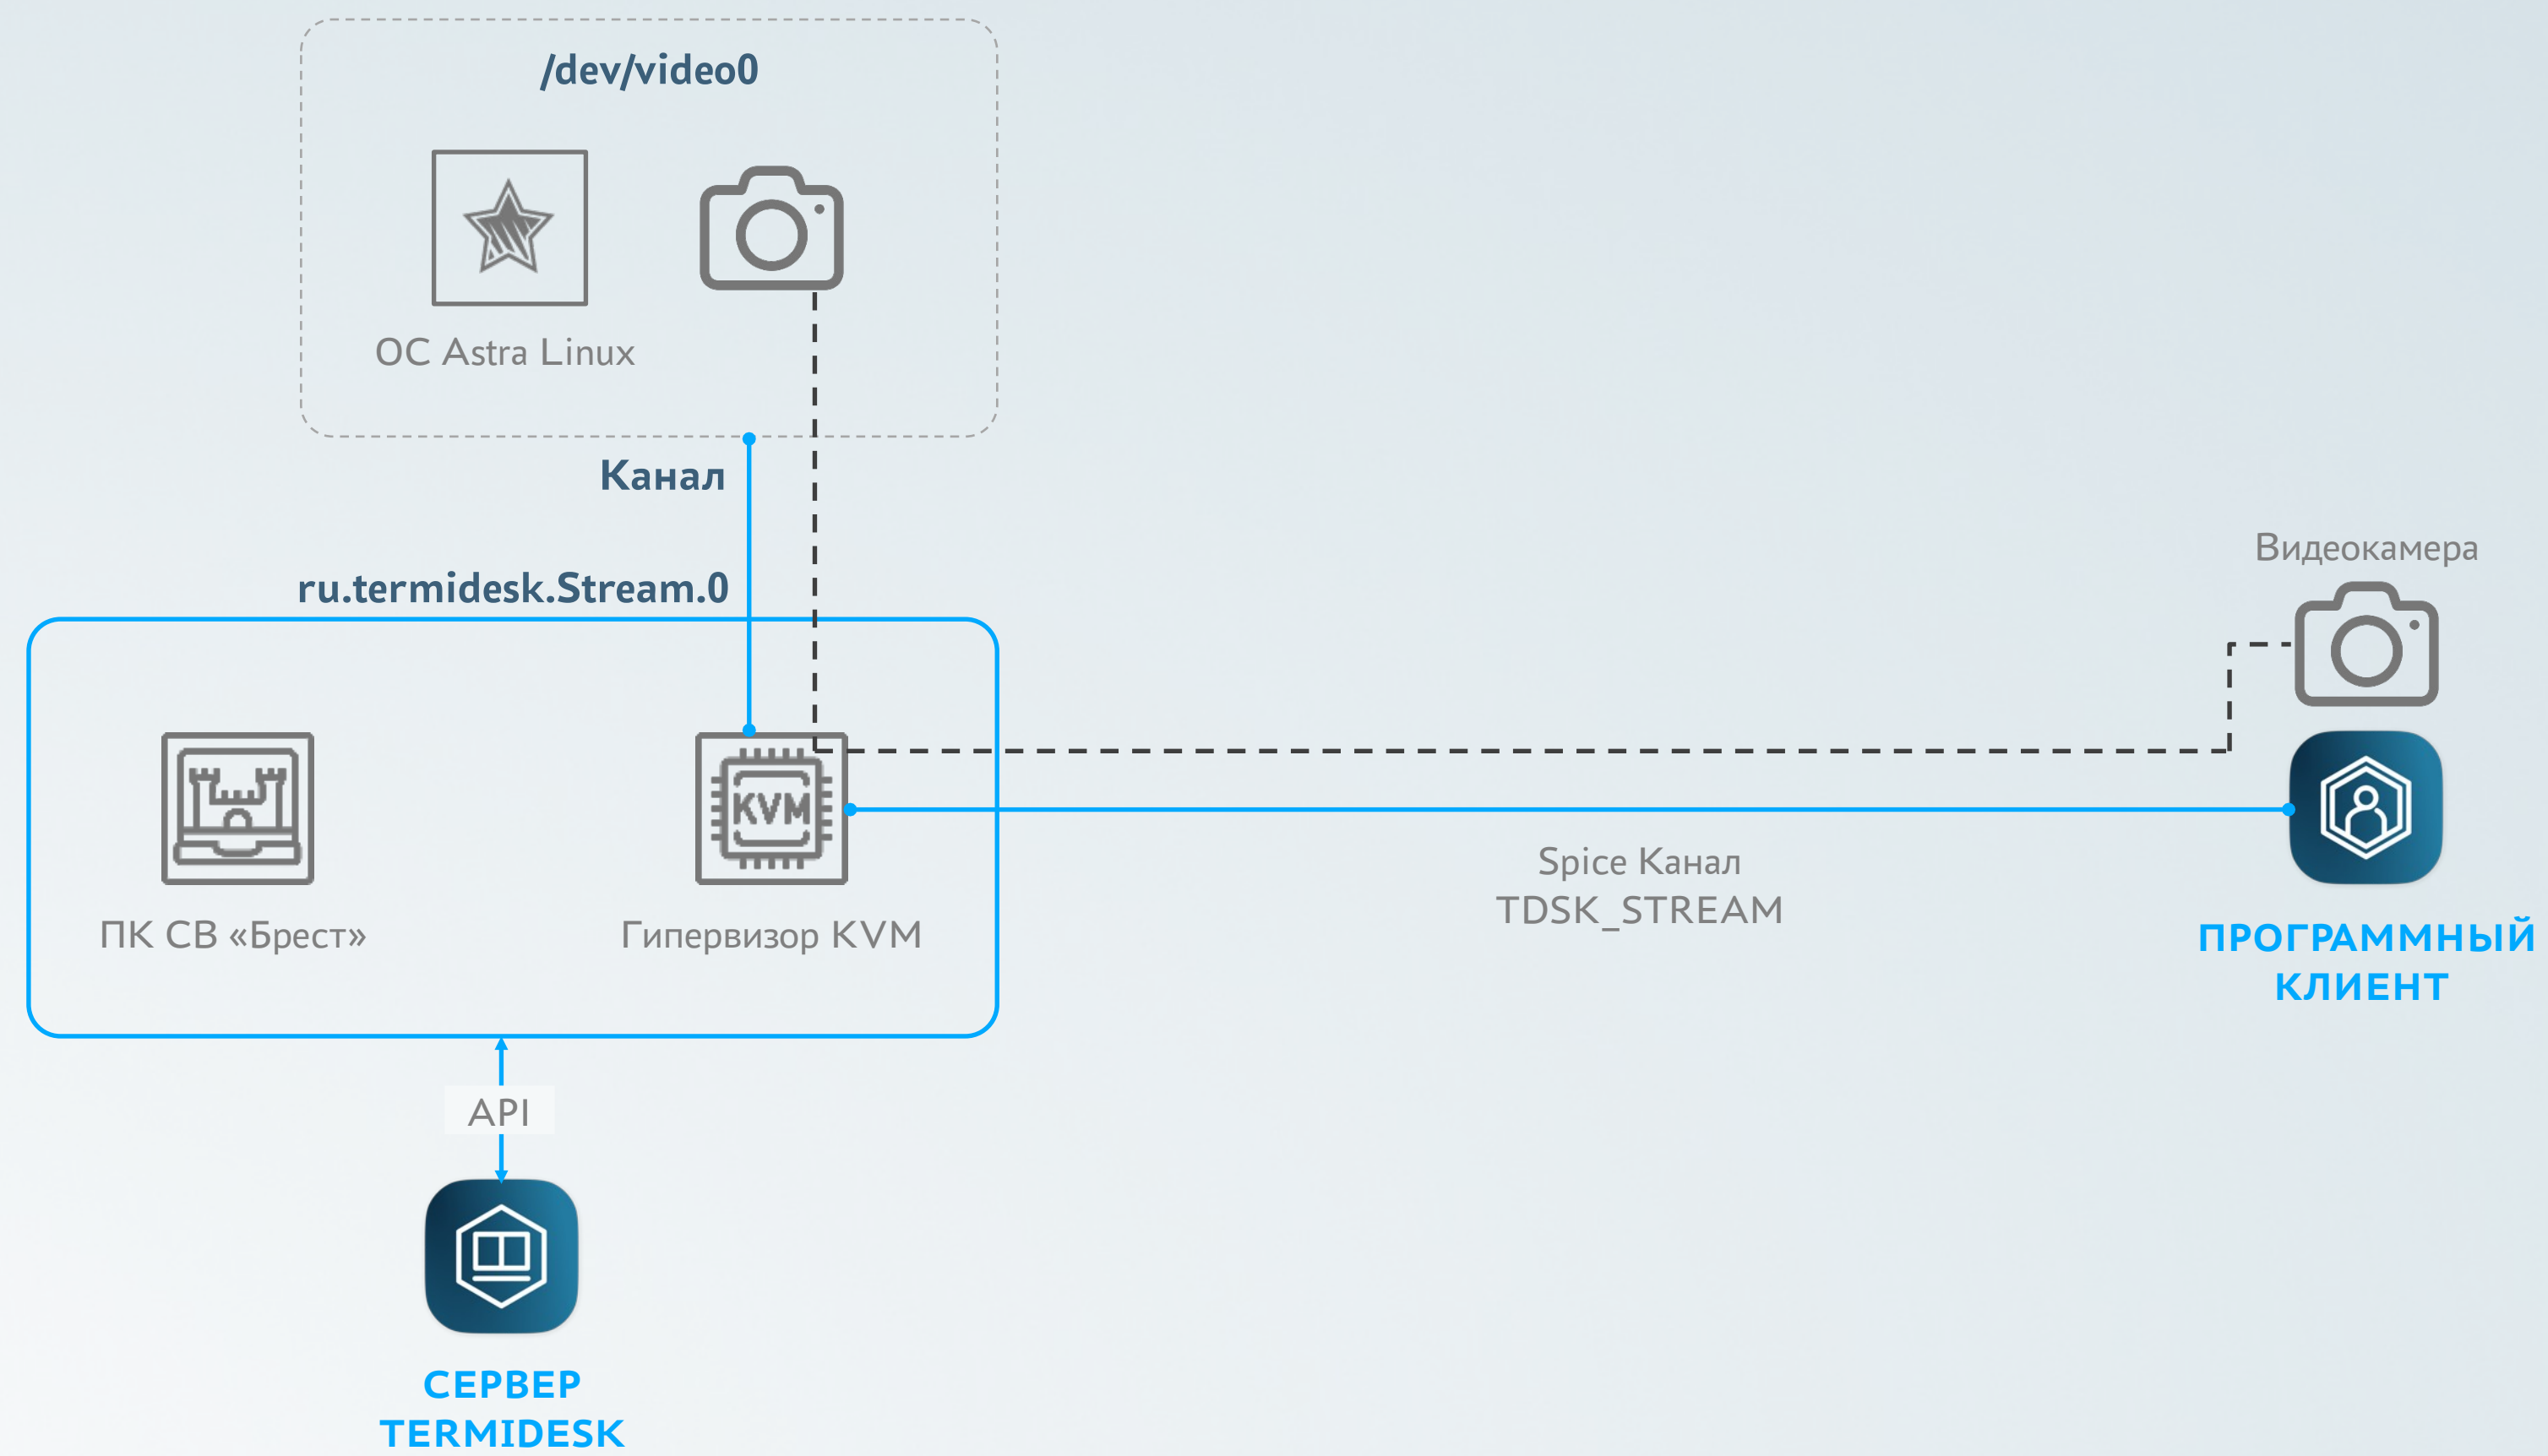 /dev/video0
ОС Astra Linux
Канал
ru.termidesk.Stream.0
Видеокамера
KVM
ПК СВ «Брест»
Гипервизор KVM
Spice Канал
TDSK_STREAM
ПРОГРАММНЫЙ
КЛИЕНТ
API
СЕРВЕР
TERMIDESK